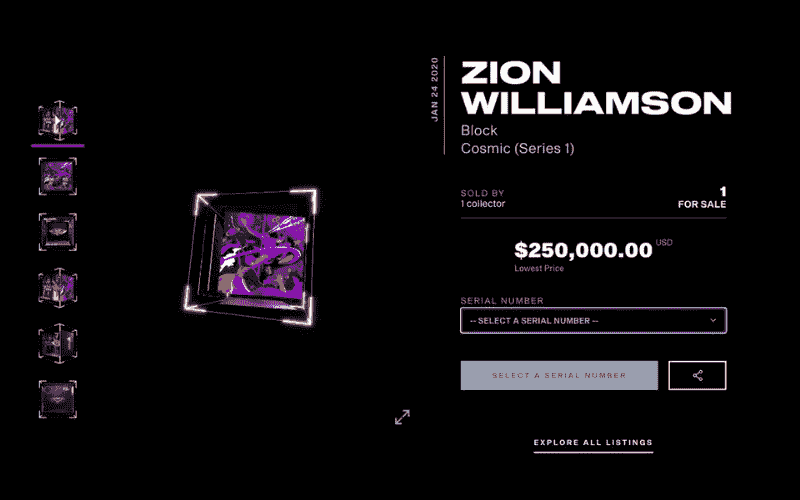 JAN 24 2020
ZION
WILLIAMSON
Block
Cosmic (Series 1)
SOLD BY
1 collector
1
FOR SALE
$250,000.00 USD
Lowest Price
SERIAL NUMBER
-- SELECT A SERIAL NUMBER --
SELECT A SERIAL NUMBER
EXPLORE ALL LISTINGS